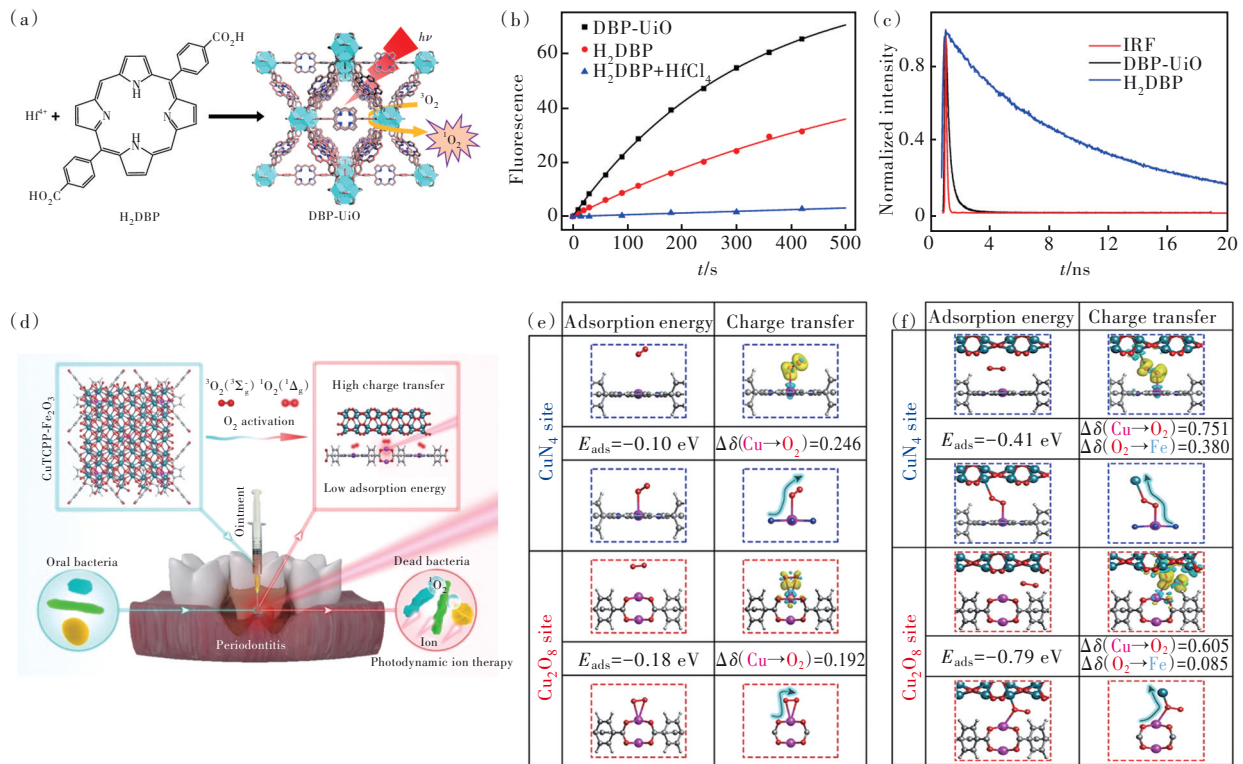 (a)
CO₂H
NH
N
N
HN
Hf⁴⁺ +
HO₂C
H₂DBP
hν
³O₂
¹O₂
DBP-UiO
(b)
Fluorescence
60
40
20
0
0
100
200
300
400
500
t/s
DBP-UiO
H₂DBP
H₂DBP+HfCl₄
(c)
Normalized intensity
0.8
0.4
0
0
4
8
12
16
20
t/ns
IRF
DBP-UiO
H₂DBP
(d)
CuTCPP-Fe₂O₃
³O₂(³Σg⁻) ¹O₂(¹Δg)
O₂ activation
High charge transfer
Low adsorption energy
Ointment
Oral bacteria
Periodontitis
Dead bacteria
¹O₂
Ion
Photodynamic ion therapy
(e)
Adsorption energy
Charge transfer
CuN₄ site
E_ads=−0.10 eV
Δδ(Cu→O₂)=0.246
Cu₂O₈ site
E_ads=−0.18 eV
Δδ(Cu→O₂)=0.192
(f)
Adsorption energy
Charge transfer
CuN₄ site
E_ads=−0.41 eV
Δδ(Cu→O₂)=0.751
Δδ(O₂→Fe)=0.380
Cu₂O₈ site
E_ads=−0.79 eV
Δδ(Cu→O₂)=0.605
Δδ(O₂→Fe)=0.085